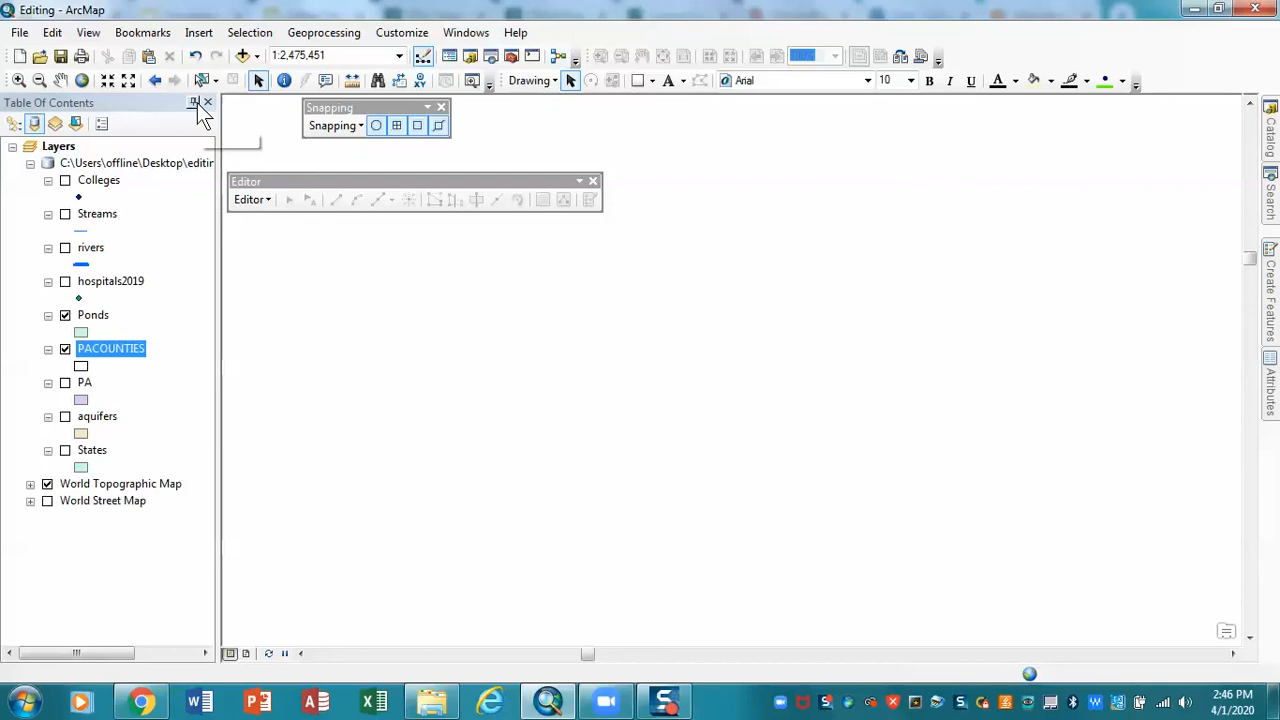 Editing - ArcMap
File Edit View Bookmarks Insert Selection Geoprocessing Customize Windows Help
1:2,475,451
Drawing A Arial 10 B I U A
Table Of Contents
Snapping
Snapping
Layers
C:\Users\offline\Desktop\editin
Colleges
Editor
Editor
Streams
rivers
hospitals2019
Ponds
PACOUNTIES
PA
aquifers
States
World Topographic Map
World Street Map
Catalog
Search
Create Features
Attributes
2:46 PM
4/1/2020